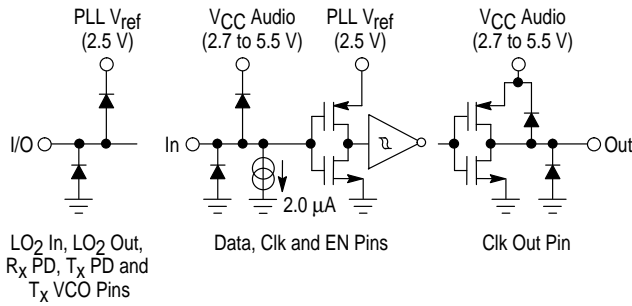 PLL Vref
(2.5 V)
VCC Audio
(2.7 to 5.5 V)
PLL Vref
(2.5 V)
VCC Audio
(2.7 to 5.5 V)
I/O
In
Out
2.0 µA
LO2 In, LO2 Out,
Rx PD, Tx PD and
Tx VCO Pins
Data, Clk and EN Pins
Clk Out Pin